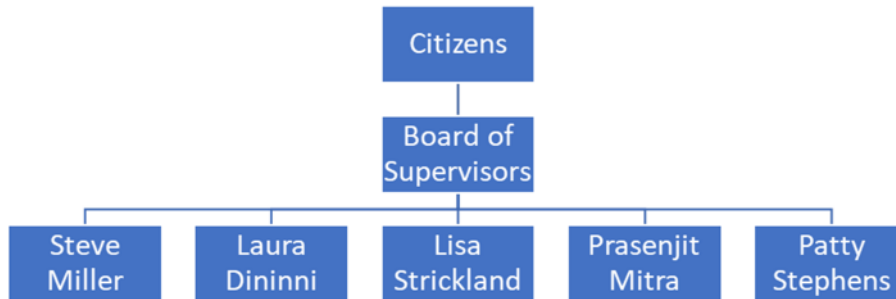 Citizens
Board of
Supervisors
Steve
Miller
Laura
Dininni
Lisa
Strickland
Prasenjit
Mitra
Patty
Stephens